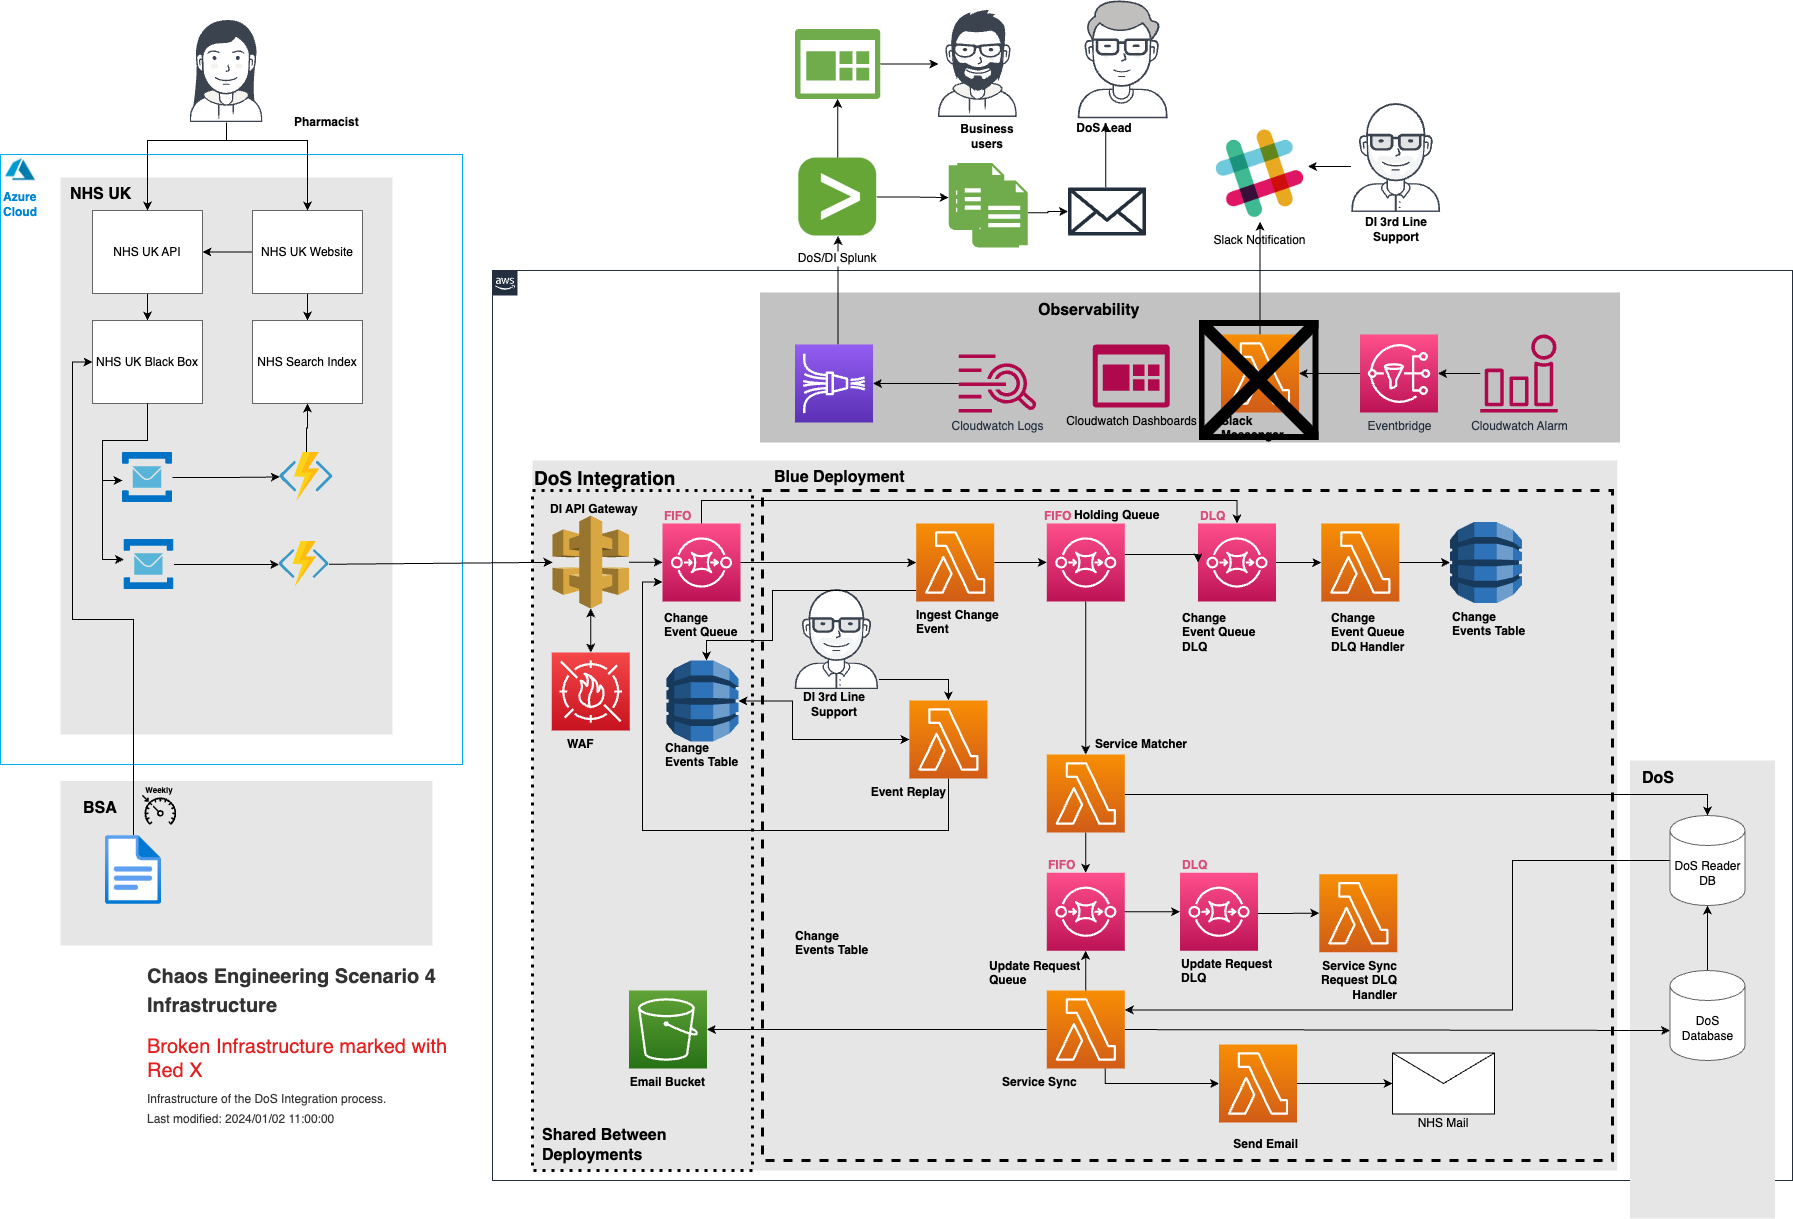 Pharmacist
Azure
Cloud
NHS UK
NHS UK API
NHS UK Website
NHS UK Black Box
NHS Search Index
BSA
Weekly
Chaos Engineering Scenario 4
Infrastructure
Broken Infrastructure marked with
Red X
Infrastructure of the DoS Integration process.
Last modified: 2024/01/02 11:00:00
Business
users
DoS Lead
DI 3rd Line
Support
Slack Notification
DoS/DI Splunk
aws
Observability
Cloudwatch Logs
Cloudwatch Dashboards
Slack
Messenger
Eventbridge
Cloudwatch Alarm
DoS Integration
Blue Deployment
DI API Gateway
FIFO
Change
Event Queue
WAF
Change
Events Table
Ingest Change
Event
FIFO Holding Queue
DLQ
Change
Event Queue
DLQ
Change
Event Queue
DLQ Handler
Change
Events Table
DI 3rd Line
Support
Event Replay
Service Matcher
FIFO
Update Request
Queue
DLQ
Update Request
DLQ
Service Sync
Request DLQ
Handler
Change
Events Table
Email Bucket
Service Sync
Send Email
NHS Mail
Shared Between
Deployments
DoS
DoS Reader
DB
DoS
Database